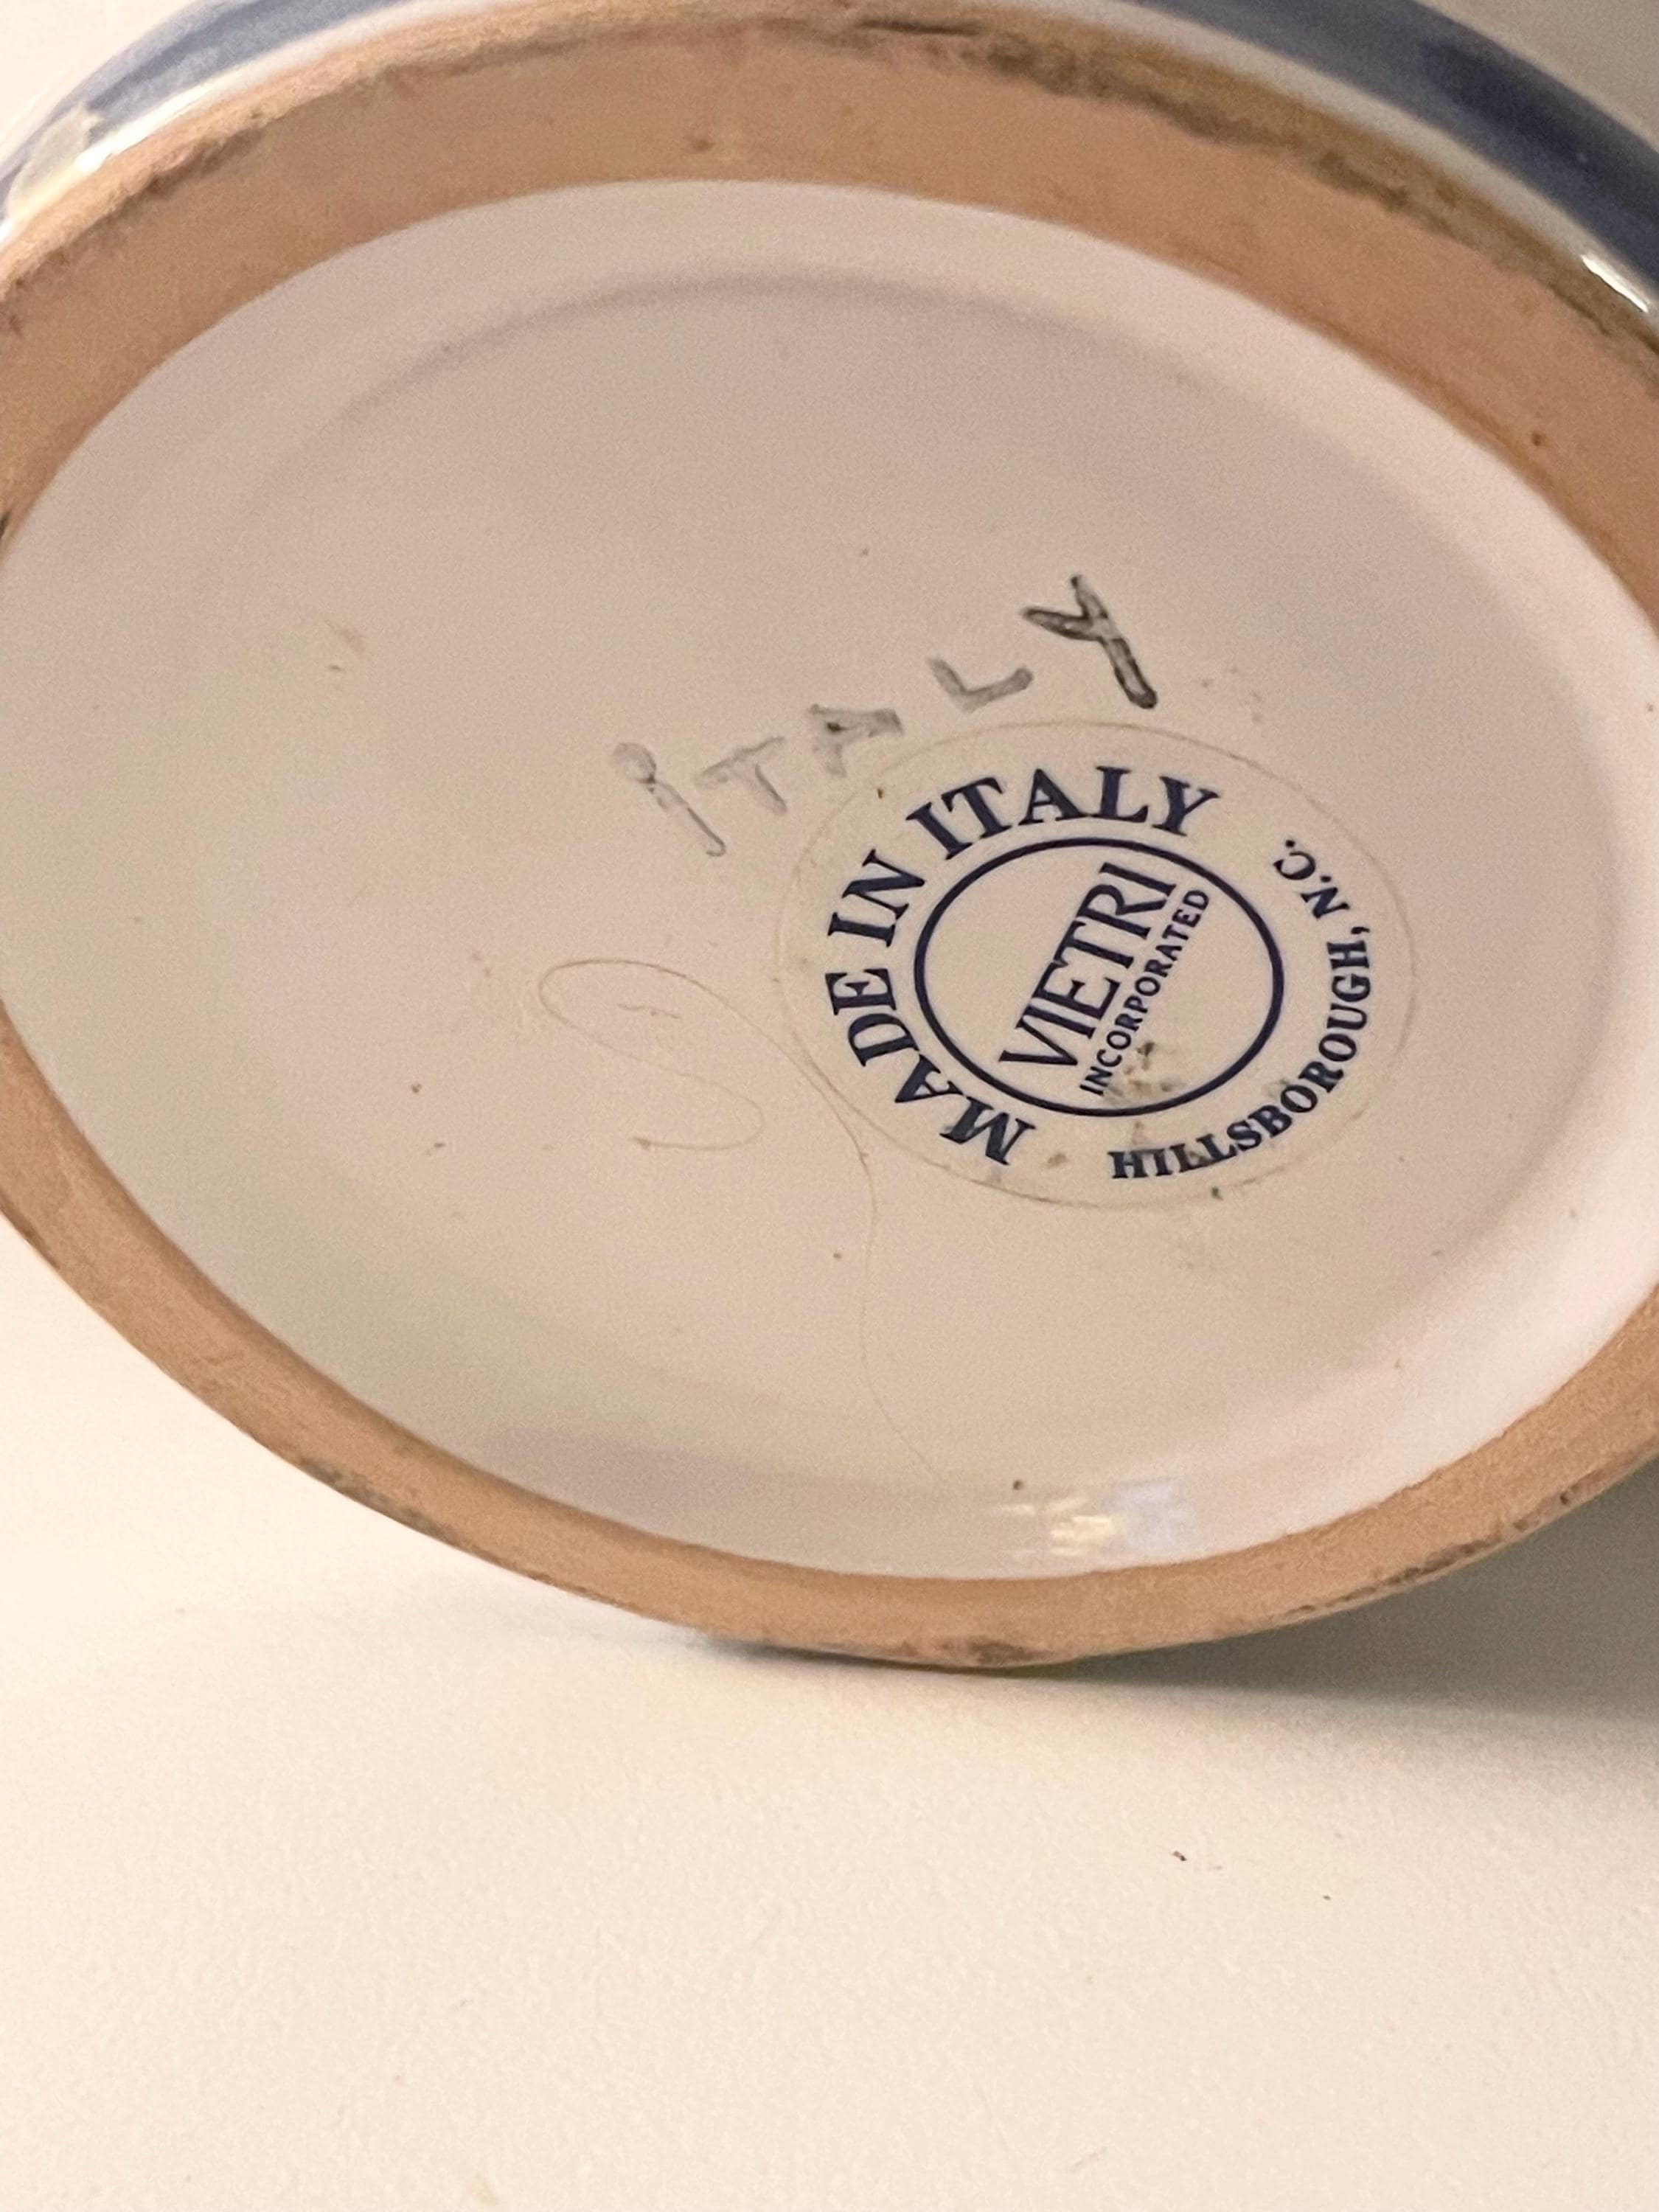 iTALY
MADE IN ITALY
VIETRI
INCORPORATED
HILLSBOROUGH, N.C.